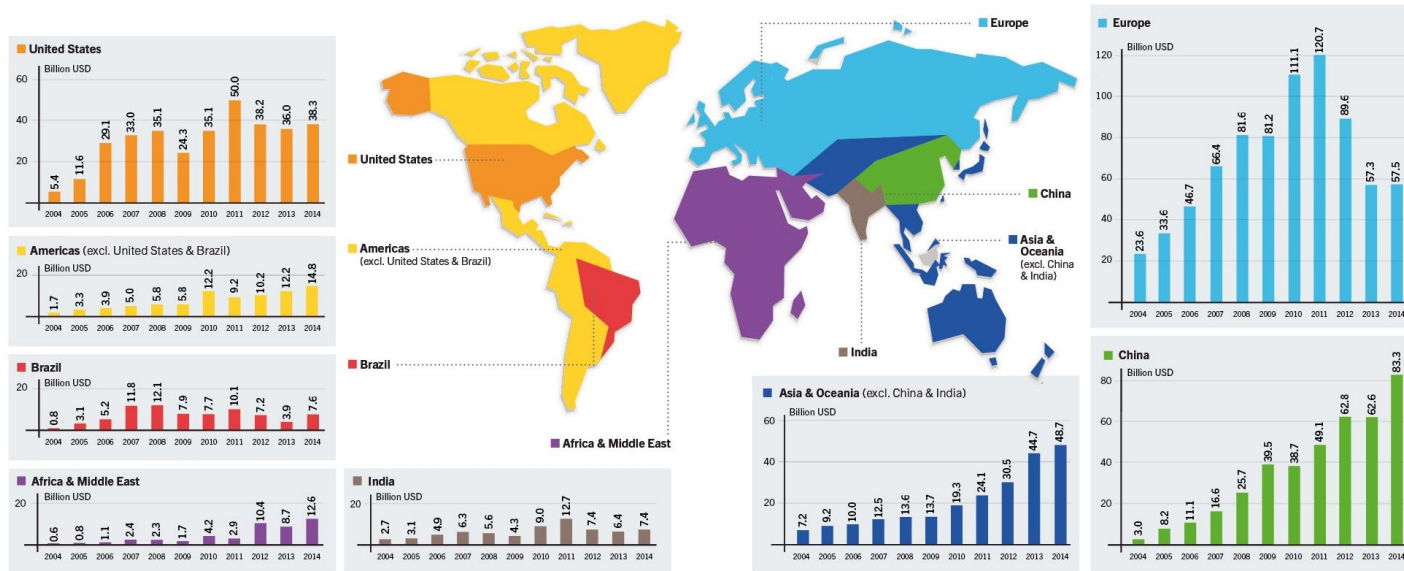 United States
Billion USD
60
40
20
5.4 11.6 29.1 33.0 35.1 24.3 35.1 50.0 38.2 36.0 38.3
2004 2005 2006 2007 2008 2009 2010 2011 2012 2013 2014
Americas (excl. United States & Brazil)
Billion USD
20
1.7 3.3 3.9 5.0 5.8 5.8 12.2 9.2 10.2 12.2 14.8
2004 2005 2006 2007 2008 2009 2010 2011 2012 2013 2014
Brazil
Billion USD
20
0.8 3.1 5.2 11.8 12.1 7.9 7.7 10.1 7.2 3.9 7.6
2004 2005 2006 2007 2008 2009 2010 2011 2012 2013 2014
Africa & Middle East
Billion USD
20
0.6 0.8 1.1 2.4 2.3 1.7 4.2 2.9 10.4 8.7 12.6
2004 2005 2006 2007 2008 2009 2010 2011 2012 2013 2014
India
Billion USD
20
2.7 3.1 4.9 6.3 5.6 4.3 9.0 12.7 7.4 6.4 7.4
2004 2005 2006 2007 2008 2009 2010 2011 2012 2013 2014
United States
Americas
(excl. United States & Brazil)
Brazil
Africa & Middle East
Europe
China
Asia &
Oceania
(excl. China
& India)
India
Asia & Oceania (excl. China & India)
Billion USD
60
40
20
7.2 9.2 10.0 12.5 13.6 13.7 19.3 24.1 30.5 44.7 48.7
2004 2005 2006 2007 2008 2009 2010 2011 2012 2013 2014
Europe
Billion USD
120
100
80
60
40
20
23.6 33.6 46.7 66.4 81.6 81.2 111.1 120.7 89.6 57.3 57.5
2004 2005 2006 2007 2008 2009 2010 2011 2012 2013 2014
China
Billion USD
80
60
40
20
3.0 8.2 11.1 16.6 25.7 39.5 38.7 49.1 62.8 62.6 83.3
2004 2005 2006 2007 2008 2009 2010 2011 2012 2013 2014